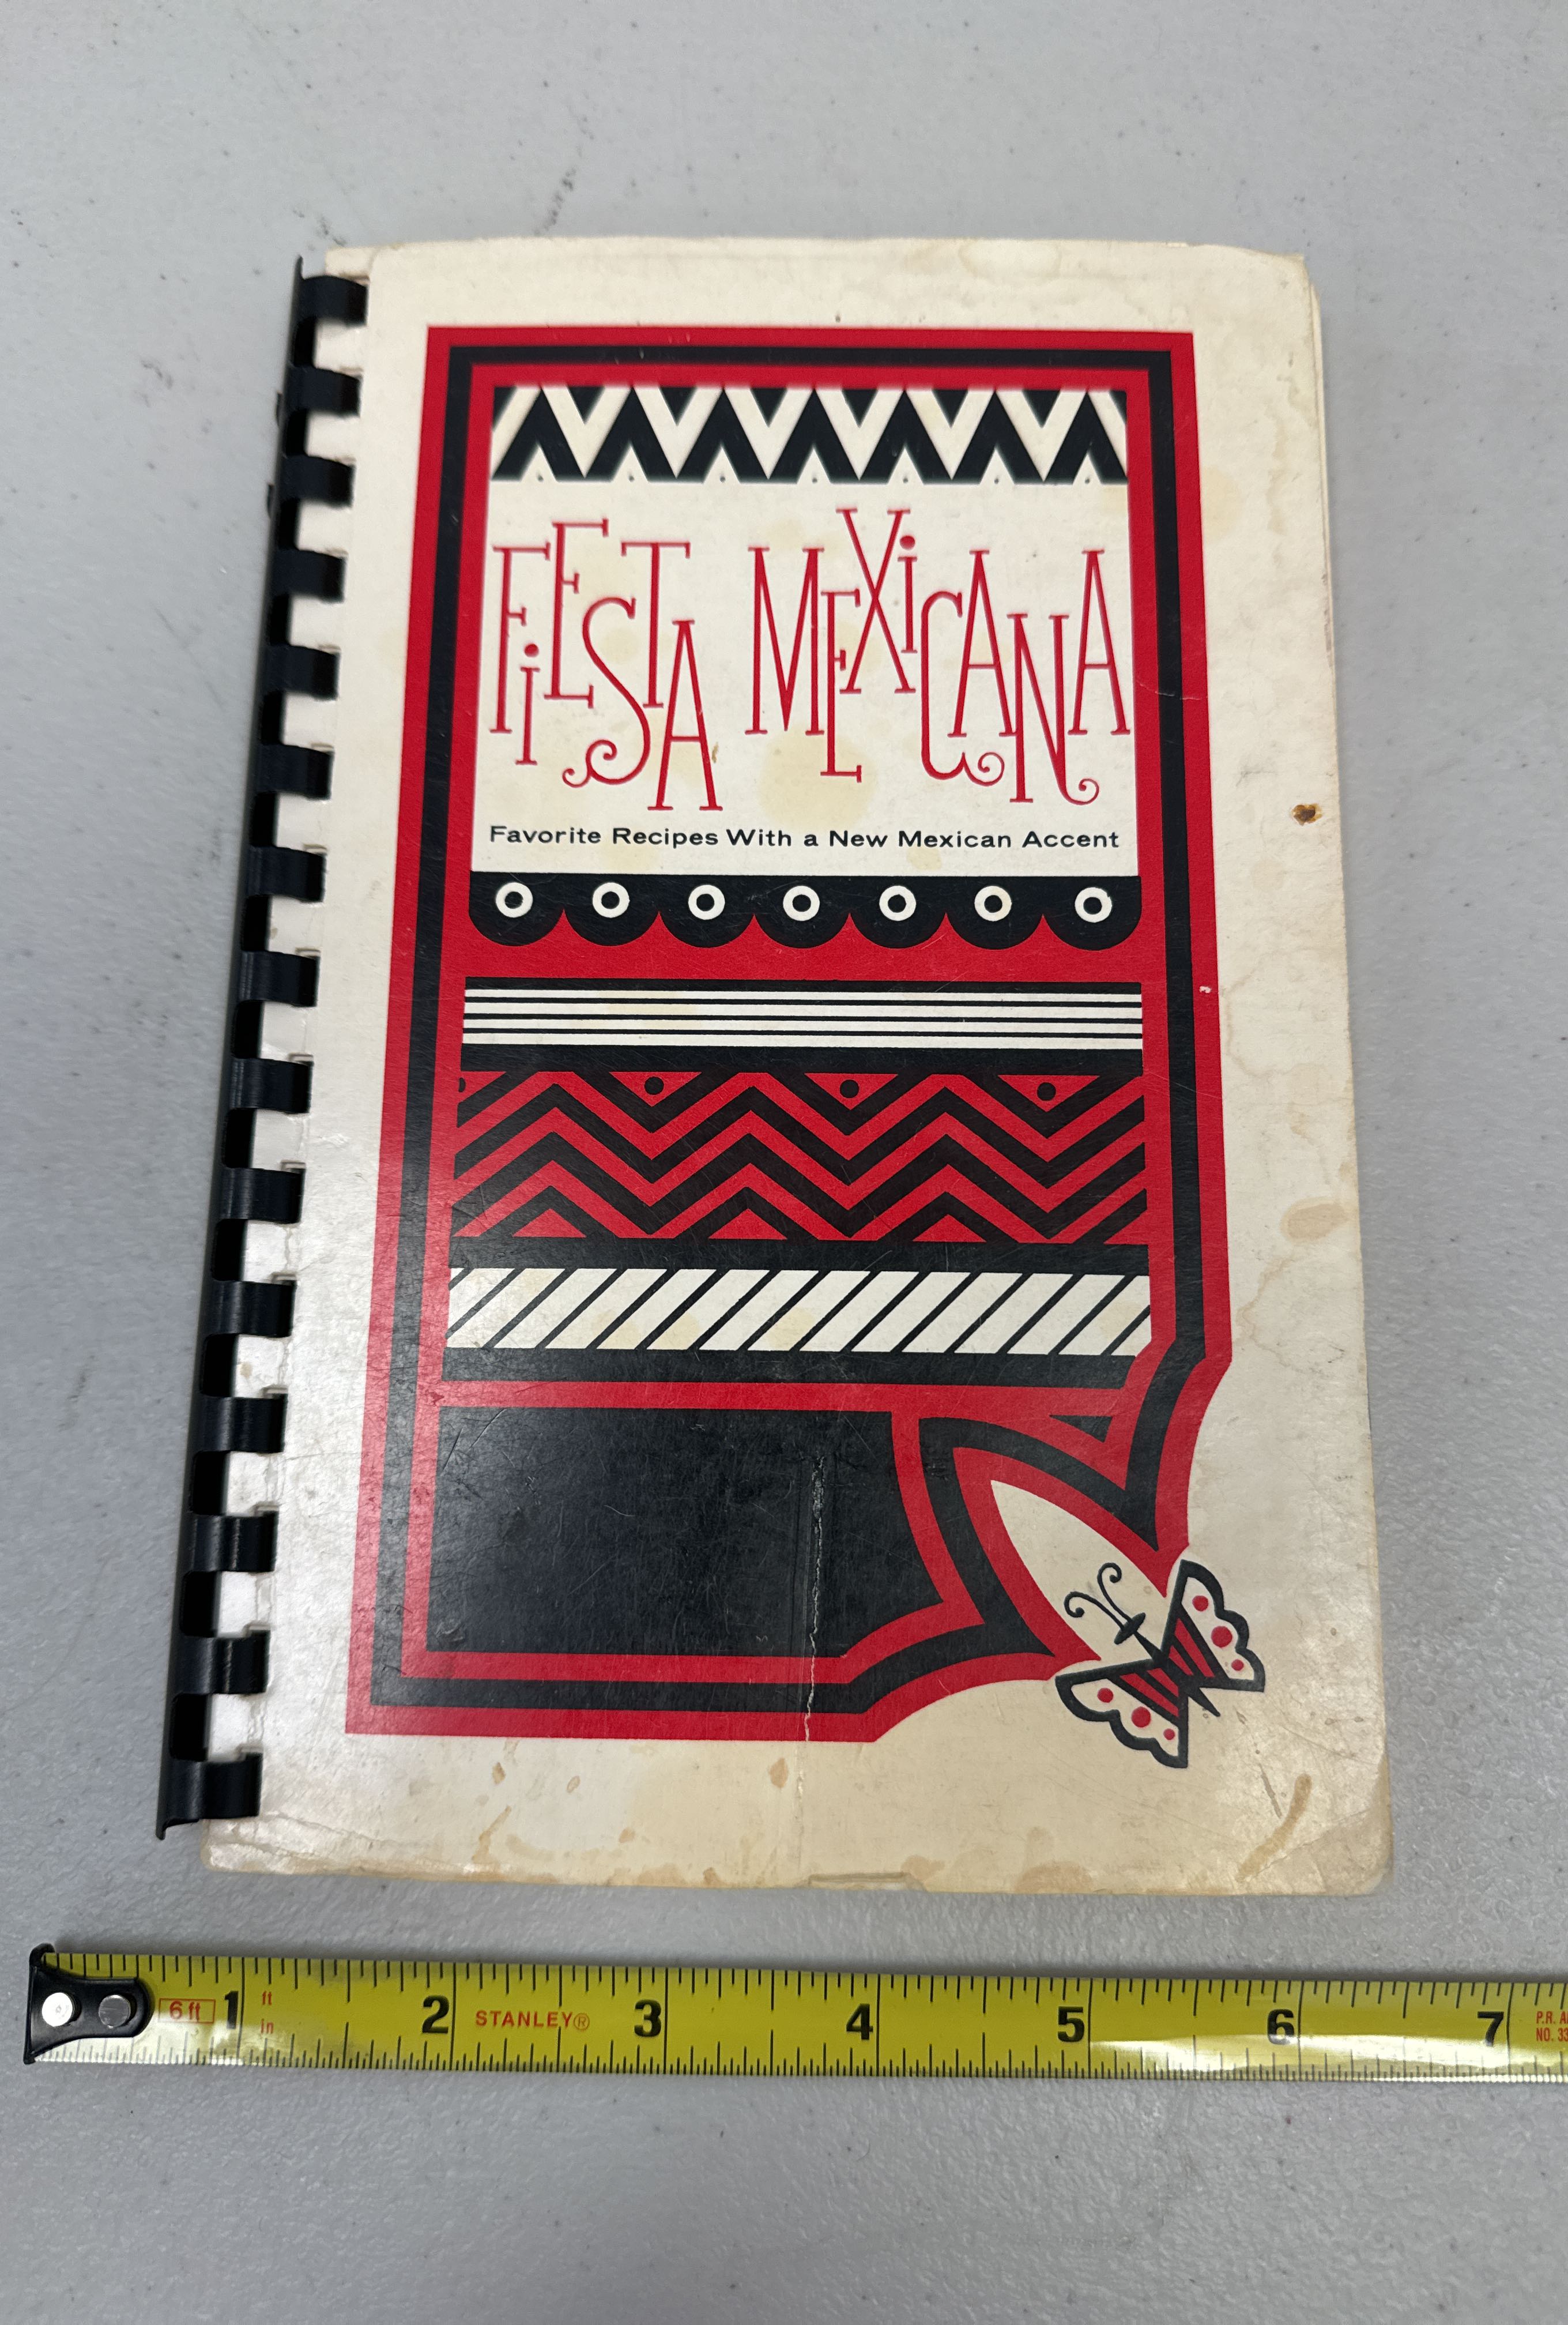 FiESTA MEXiCANA
Favorite Recipes With a New Mexican Accent
6ft 1 ft in 2 STANLEY® 3 4 5 6 7